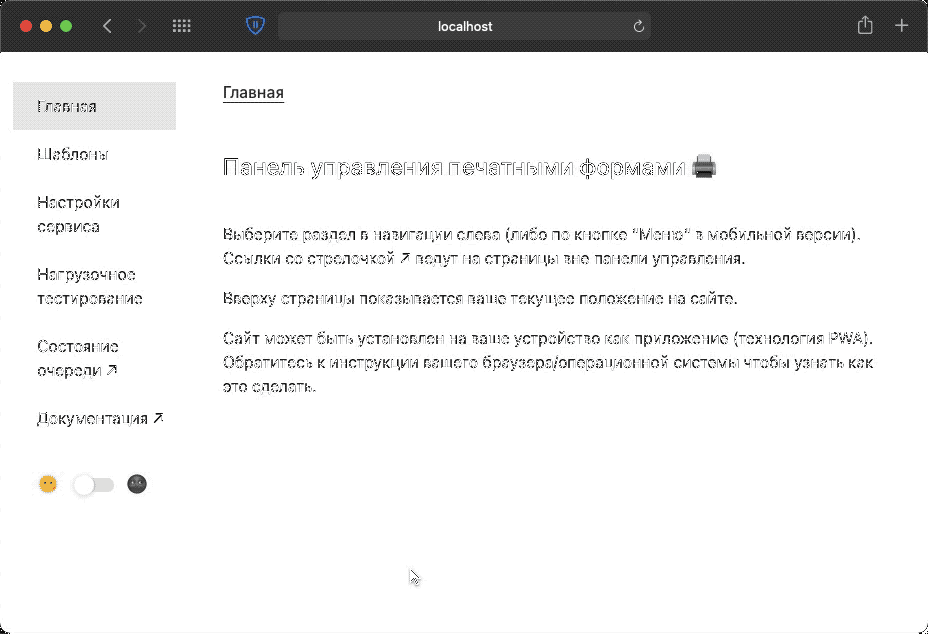 localhost
Главная
Шаблоны
Настройки
сервиса
Нагрузочное
тестирование
Состояние
очереди ↗
Документация ↗
Главная
Панель управления печатными формами 🖨
Выберите раздел в навигации слева (либо по кнопке “Меню” в мобильной версии).
Ссылки со стрелочкой ↗ ведут на страницы вне панели управления.
Вверху страницы показывается ваше текущее положение на сайте.
Сайт может быть установлен на ваше устройство как приложение (технология PWA).
Обратитесь к инструкции вашего браузера/операционной системы чтобы узнать как
это сделать.